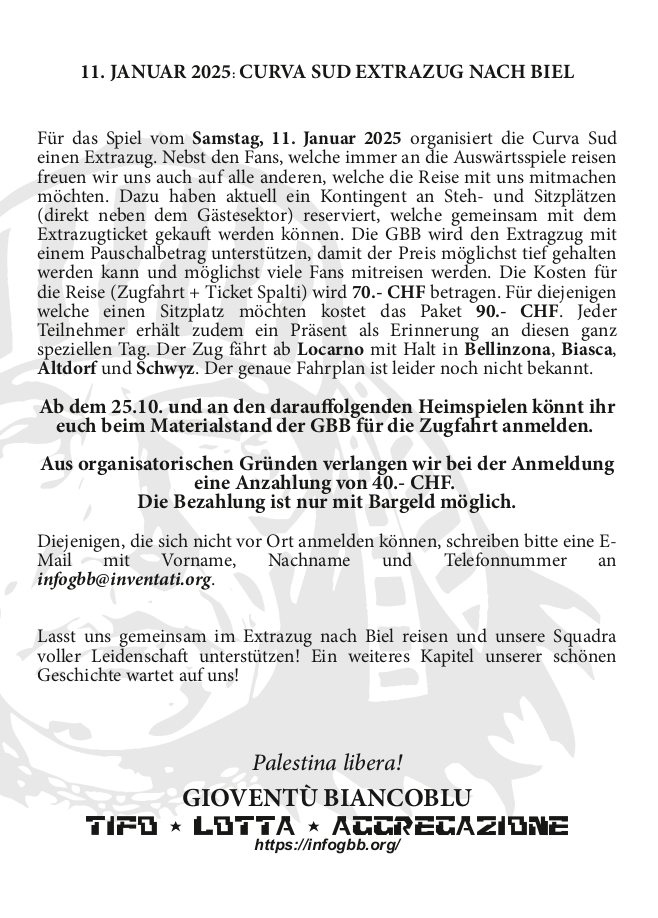 11. JANUAR 2025: CURVA SUD EXTRAZUG NACH BIEL
Für das Spiel vom Samstag, 11. Januar 2025 organisiert die Curva Sud
einen Extrazug. Nebst den Fans, welche immer an die Auswärtsspiele reisen
freuen wir uns auch auf alle anderen, welche die Reise mit uns mitmachen
möchten. Dazu haben aktuell ein Kontingent an Steh- und Sitzplätzen
(direkt neben dem Gästesektor) reserviert, welche gemeinsam mit dem
Extrazugticket gekauft werden können. Die GBB wird den Extragzug mit
einem Pauschalbetrag unterstützen, damit der Preis möglichst tief gehalten
werden kann und möglichst viele Fans mitreisen werden. Die Kosten für
die Reise (Zugfahrt + Ticket Spalti) wird 70.- CHF betragen. Für diejenigen
welche einen Sitzplatz möchten kostet das Paket 90.- CHF. Jeder
Teilnehmer erhält zudem ein Präsent als Erinnerung an diesen ganz
speziellen Tag. Der Zug fährt ab Locarno mit Halt in Bellinzona, Biasca,
Altdorf und Schwyz. Der genaue Fahrplan ist leider noch nicht bekannt.
Ab dem 25.10. und an den darauffolgenden Heimspielen könnt ihr
euch beim Materialstand der GBB für die Zugfahrt anmelden.
Aus organisatorischen Gründen verlangen wir bei der Anmeldung
eine Anzahlung von 40.- CHF.
Die Bezahlung ist nur mit Bargeld möglich.
Diejenigen, die sich nicht vor Ort anmelden können, schreiben bitte eine E-
Mail mit Vorname, Nachname und Telefonnummer an
infogbb@inventati.org.
Lasst uns gemeinsam im Extrazug nach Biel reisen und unsere Squadra
voller Leidenschaft unterstützen! Ein weiteres Kapitel unserer schönen
Geschichte wartet auf uns!
Palestina libera!
GIOVENTÙ BIANCOBLU
TIFO ★ LOTTA ★ AGGREGAZIONE
https://infogbb.org/